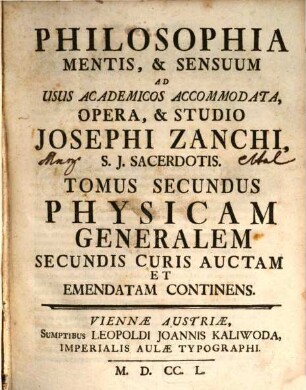 PHILOSOPHIA
MENTIS, & SENSUUM
AD
USUS ACADEMICOS ACCOMMODATA,
OPERA, & STUDIO
JOSEPHI ZANCHI,
S. J. SACERDOTIS.
TOMUS SECUNDUS
PHYSICAM
GENERALEM
SECUNDIS CURIS AUCTAM
ET
EMENDATAM CONTINENS.
VIENNÆ AUSTRIÆ,
SUMPTIBUS LEOPOLDI JOANNIS KALIWODA,
IMPERIALIS AULÆ TYPOGRAPHI.
M. D. CC. L.